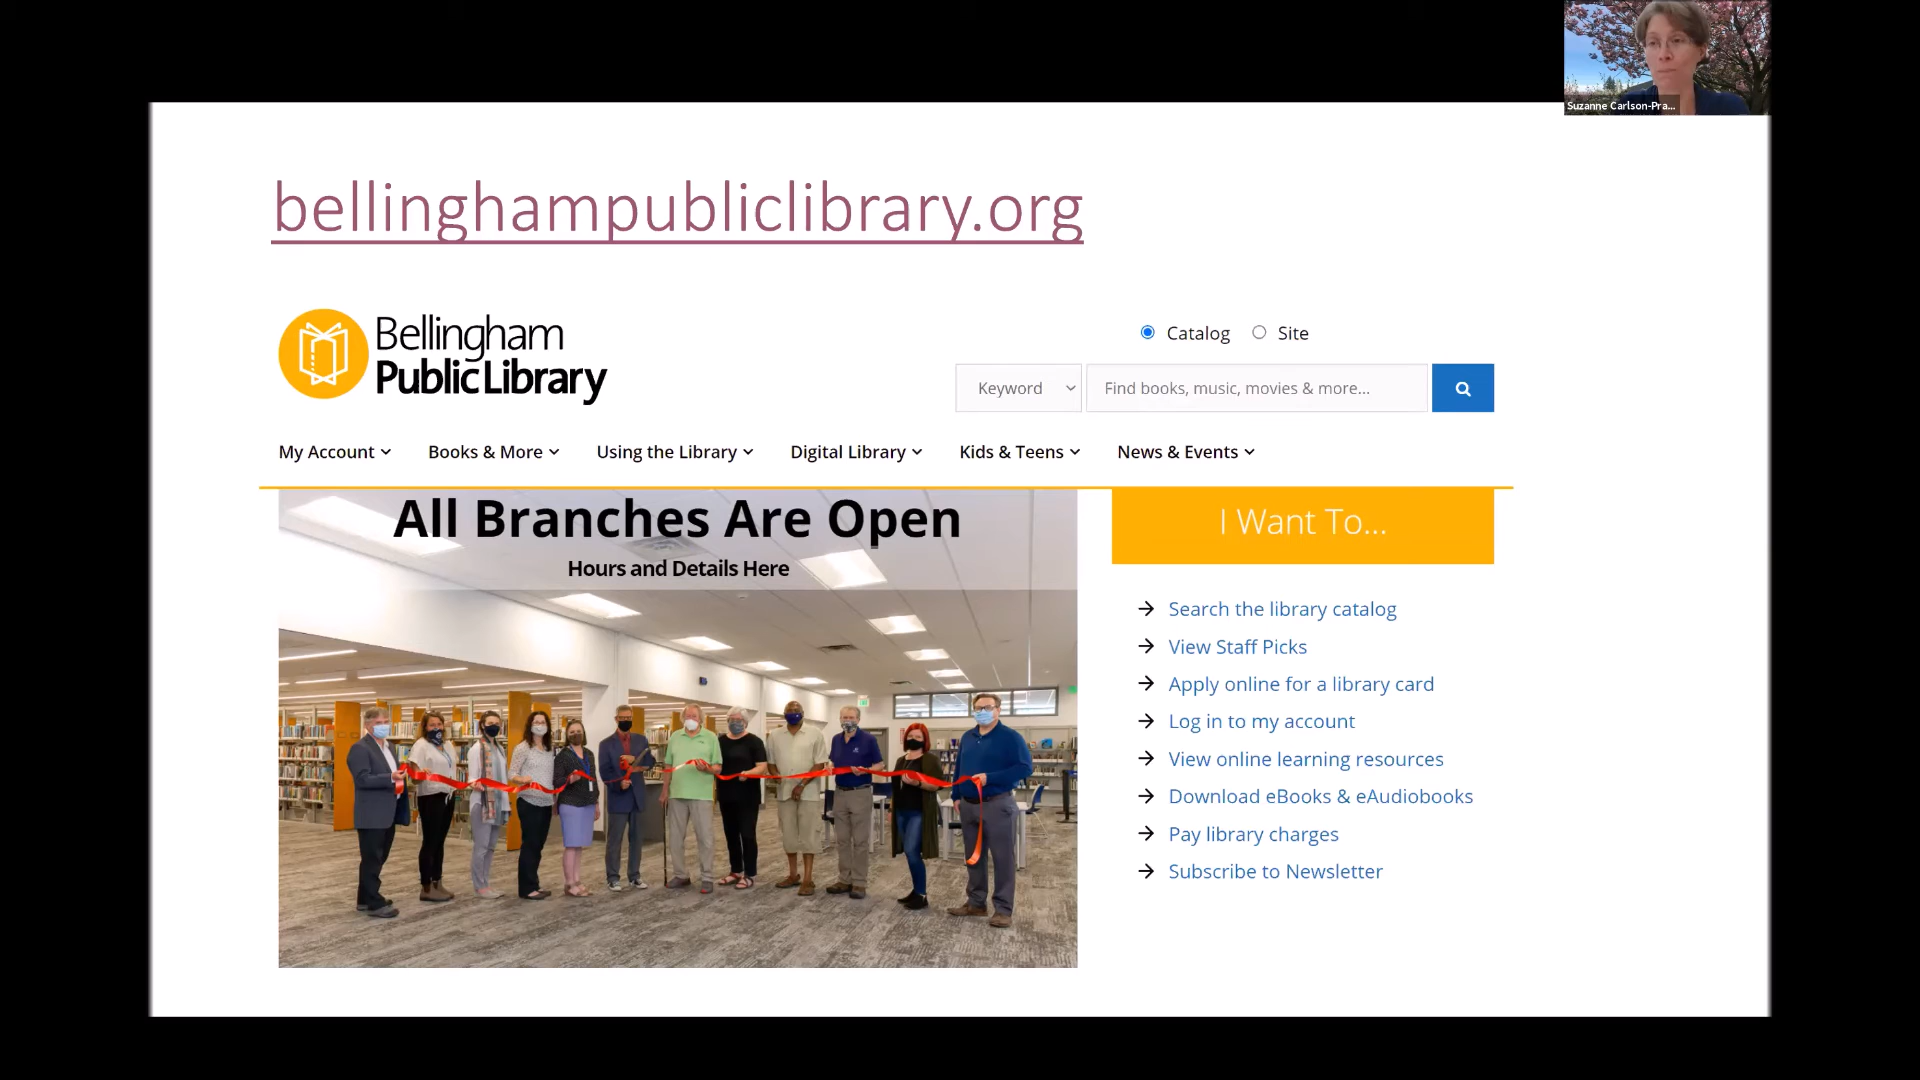 Suzanne Carlson-Pra...
bellinghampubliclibrary.org
Bellingham
Public Library
Catalog Site
Keyword Find books, music, movies & more...
My Account Books & More Using the Library Digital Library Kids & Teens News & Events
All Branches Are Open
Hours and Details Here
I Want To...
Search the library catalog
View Staff Picks
Apply online for a library card
Log in to my account
View online learning resources
Download eBooks & eAudiobooks
Pay library charges
Subscribe to Newsletter